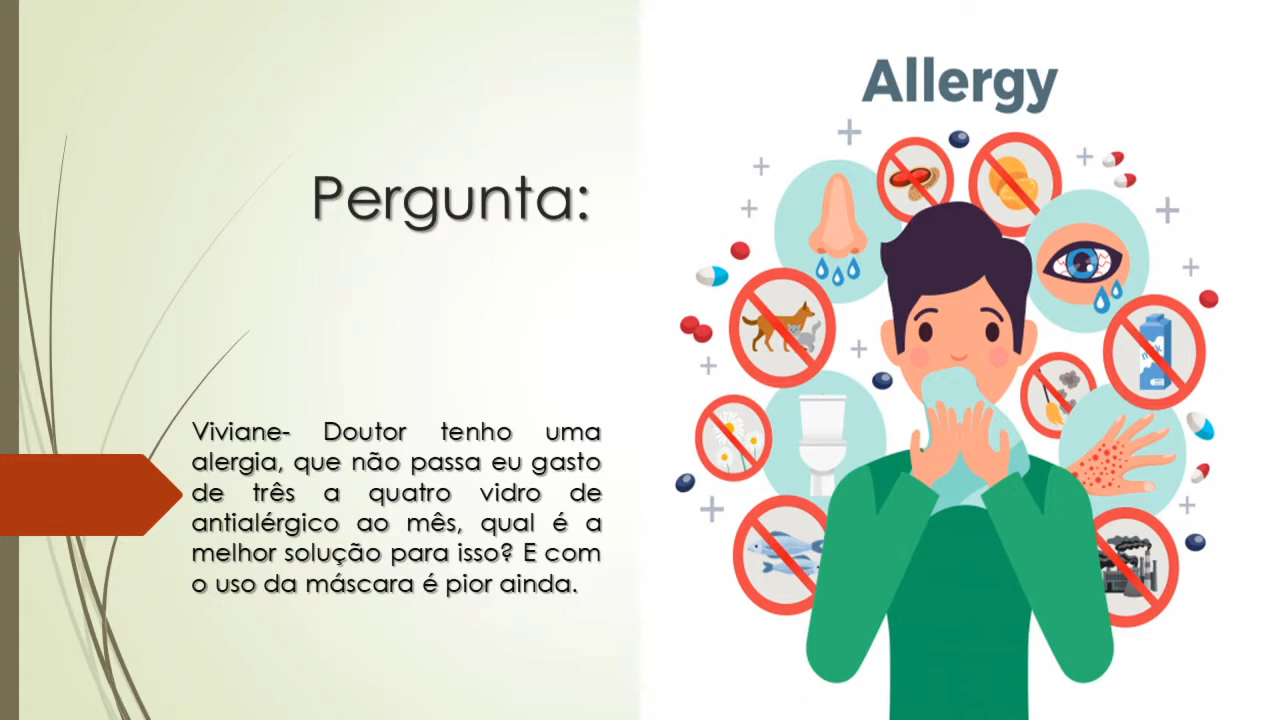 Allergy
Pergunta:
Viviane- Doutor tenho uma
alergia, que não passa eu gasto
de três a quatro vidro de
antialérgico ao mês, qual é a
melhor solução para isso? E com
o uso da máscara é pior ainda.
milk